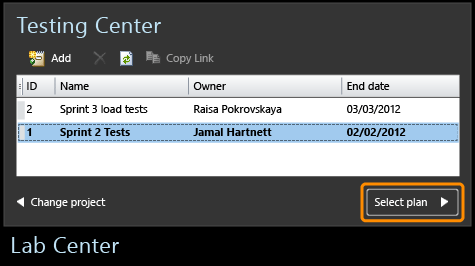 Testing Center
Add Copy Link
ID Name Owner End date
2 Sprint 3 load tests Raisa Pokrovskaya 03/03/2012
1 Sprint 2 Tests Jamal Hartnett 02/02/2012
Change project Select plan
Lab Center